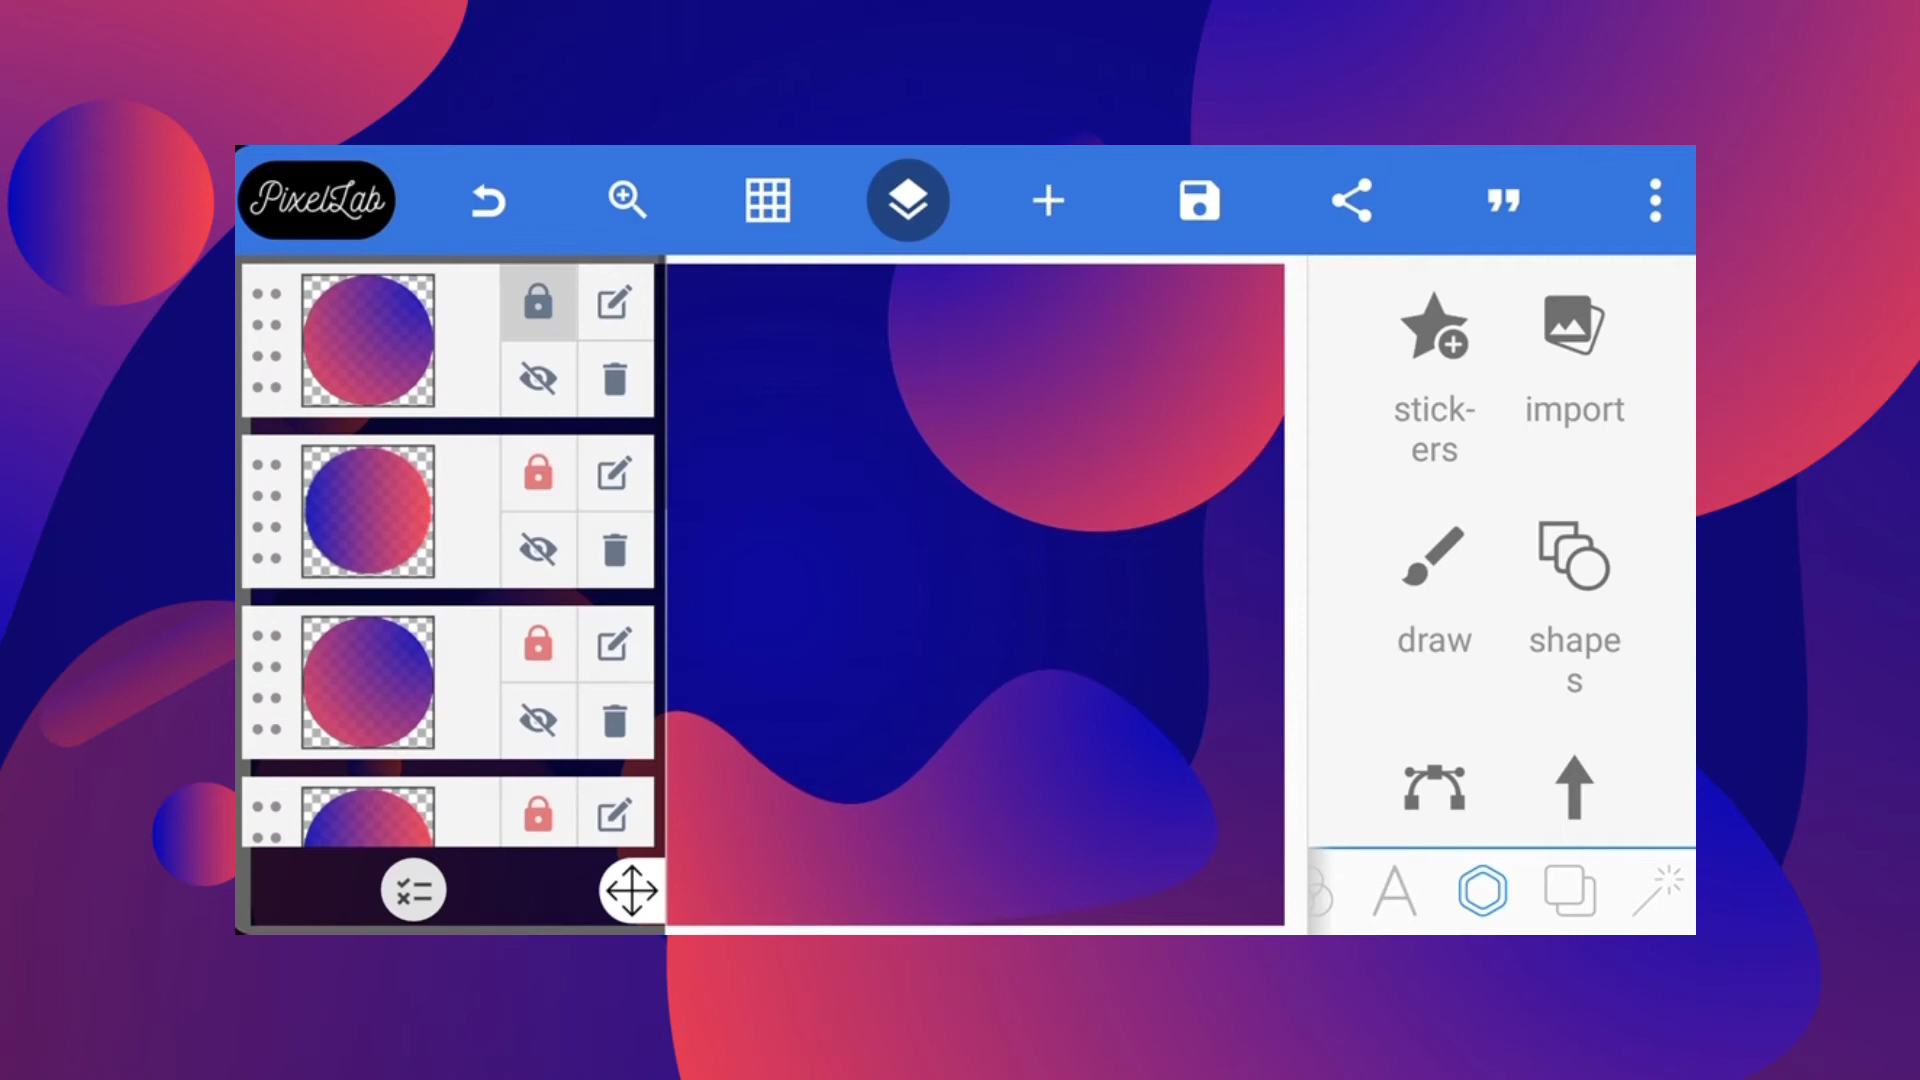 PixelLab
stick-
ers
import
draw
shape
s